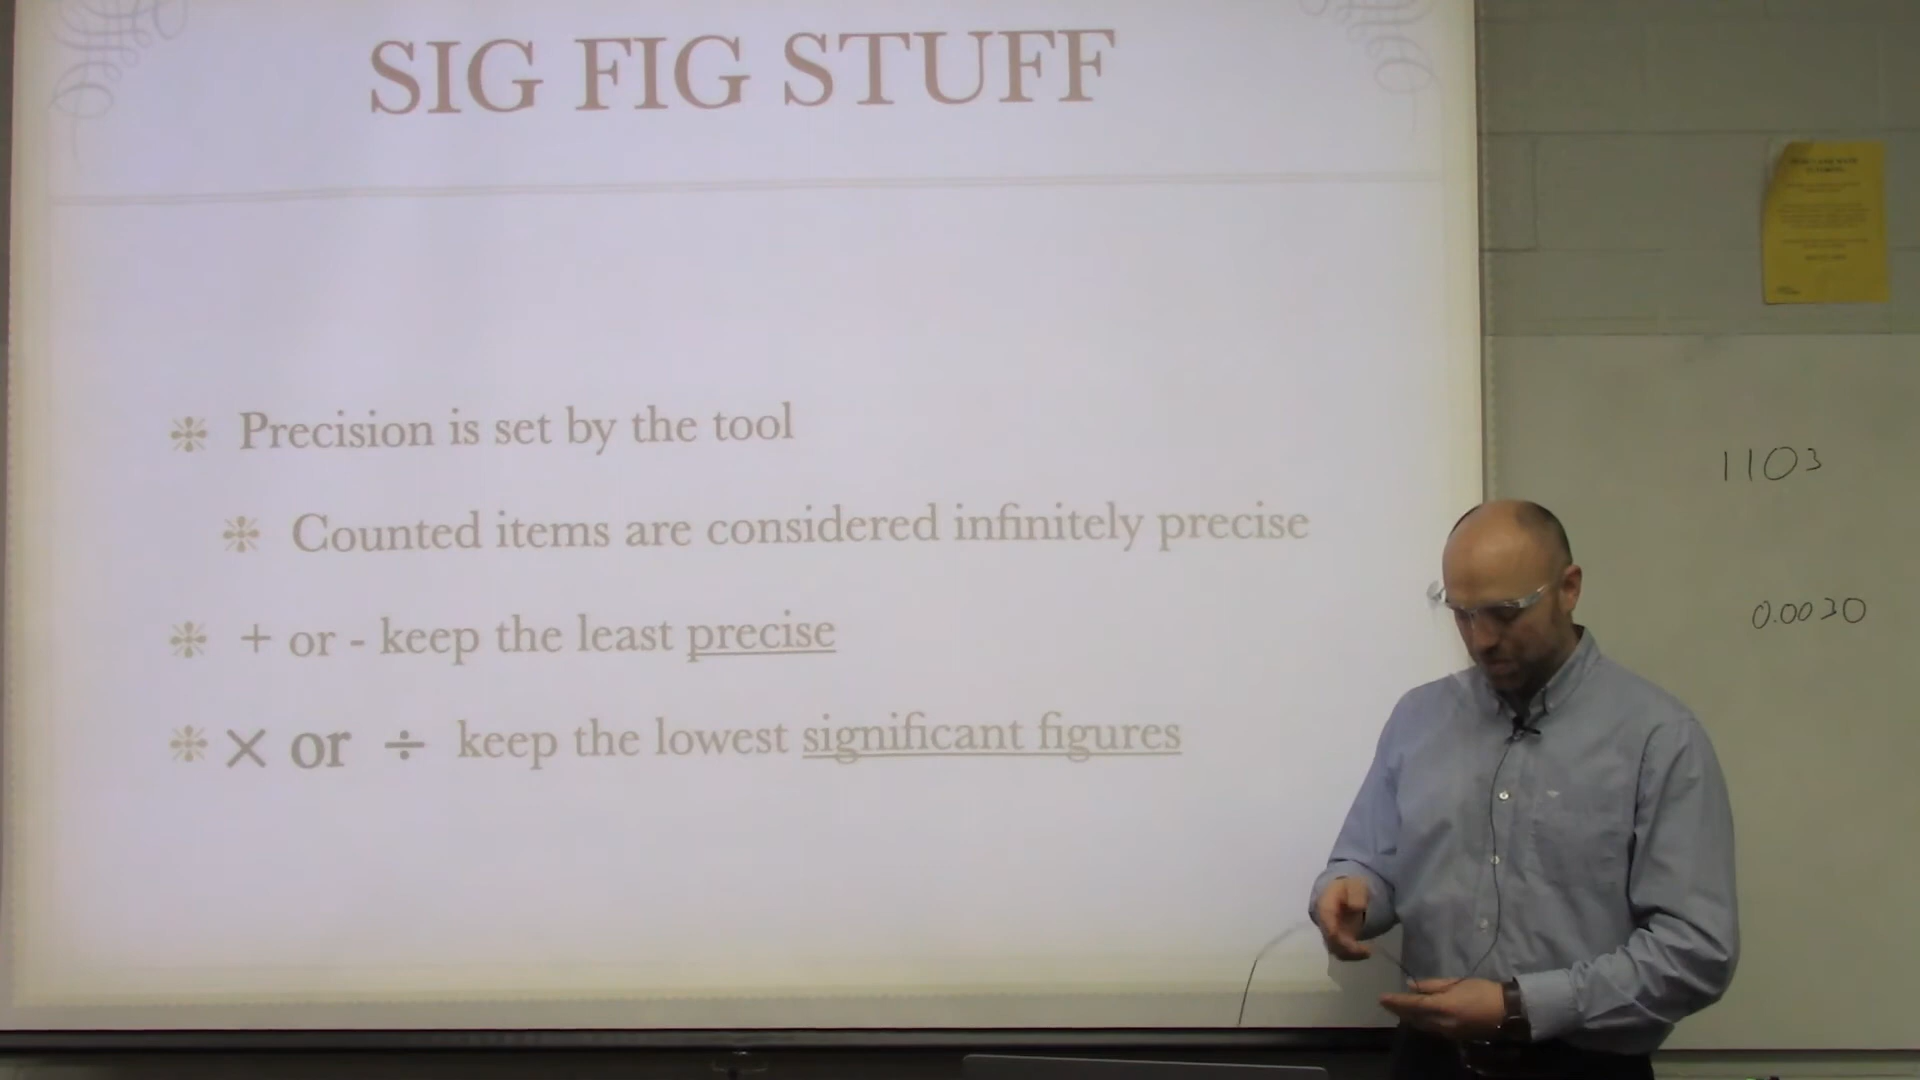 SIG FIG STUFF
Precision is set by the tool
Counted items are considered infinitely precise
+ or - keep the least precise
× or ÷ keep the lowest significant figures
1103
0.0030